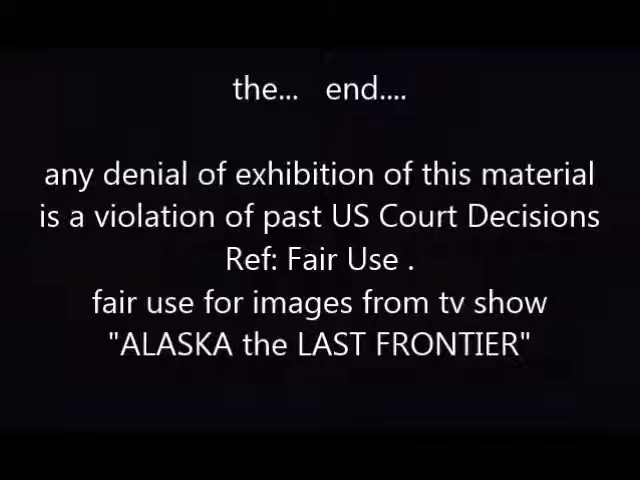 the... end....
any denial of exhibition of this material
is a violation of past US Court Decisions
Ref: Fair Use .
fair use for images from tv show
"ALASKA the LAST FRONTIER"